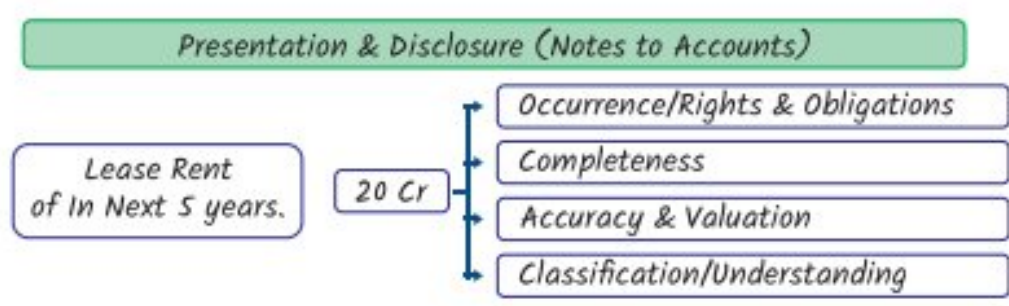 Presentation & Disclosure (Notes to Accounts)
Lease Rent
of In Next 5 years.
20 Cr
Occurrence/Rights & Obligations
Completeness
Accuracy & Valuation
Classification/Understanding